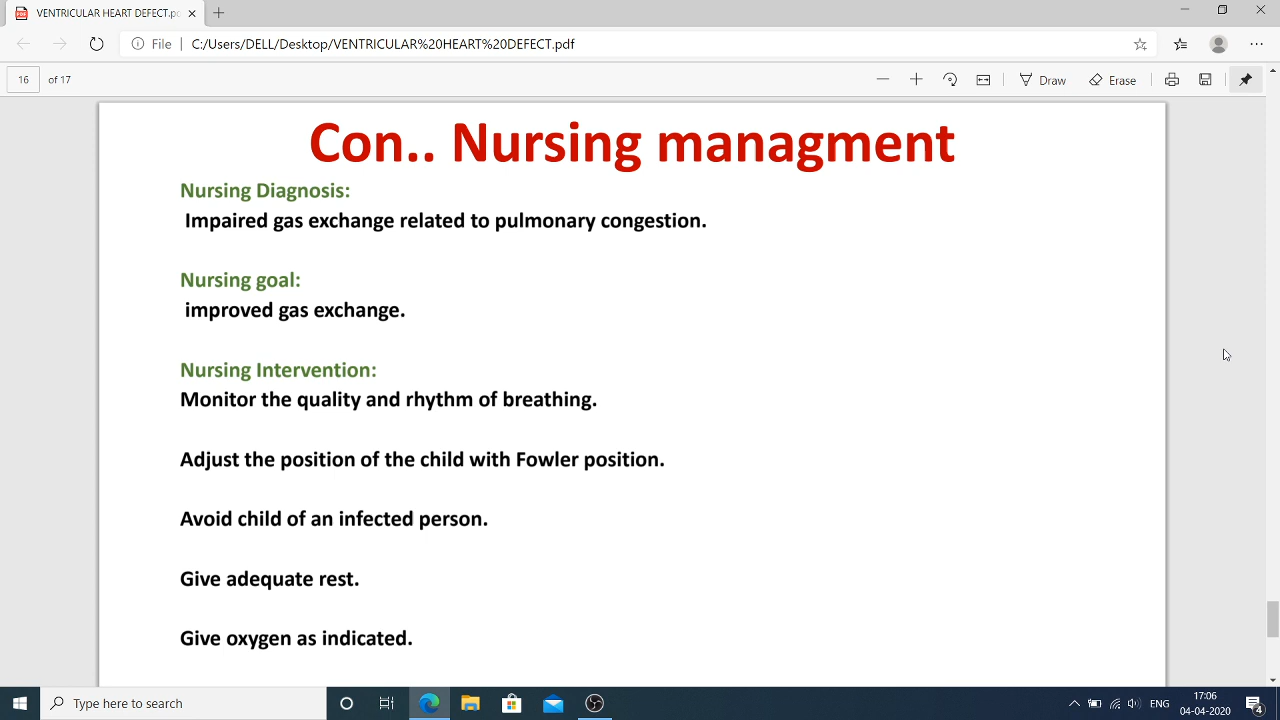 VENTRICULAR HEART DEFECT.pc
File C:/Users/DELL/Desktop/VENTRICULAR%20HEART%20DEFECT.pdf
16 of 17 Draw Erase
Con.. Nursing managment
Nursing Diagnosis:
Impaired gas exchange related to pulmonary congestion.
Nursing goal:
improved gas exchange.
Nursing Intervention:
Monitor the quality and rhythm of breathing.
Adjust the position of the child with Fowler position.
Avoid child of an infected person.
Give adequate rest.
Give oxygen as indicated.
Type here to search
ENG
17:06
04-04-2020
4